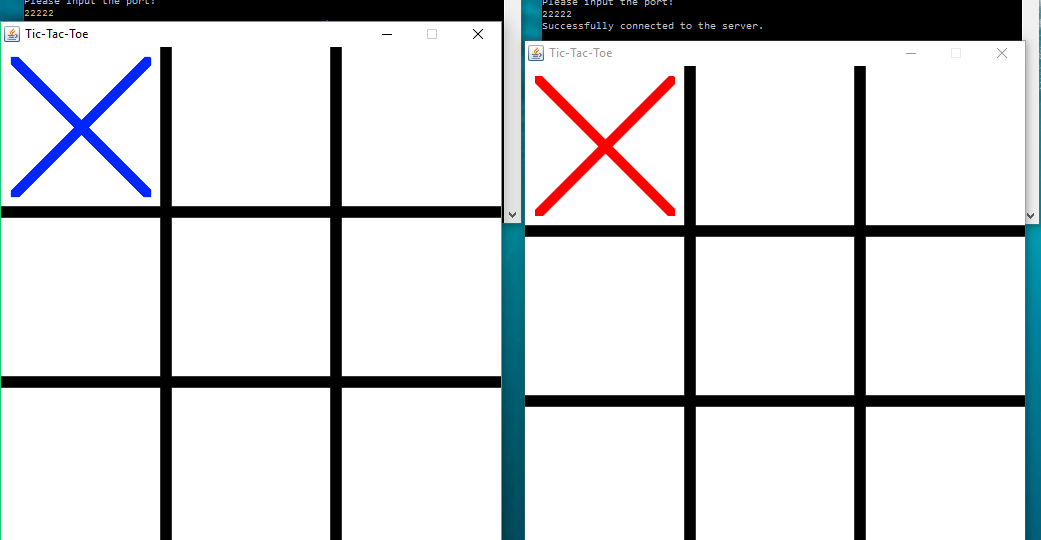 Please input the port:
22222
Tic-Tac-Toe
Please input the port:
22222
Successfully connected to the server.
Tic-Tac-Toe